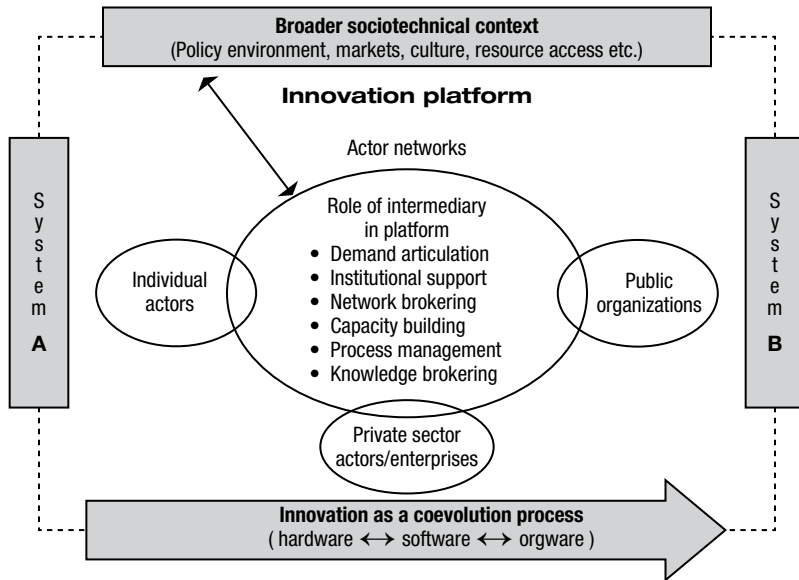 Broader sociotechnical context
(Policy environment, markets, culture, resource access etc.)
Innovation platform
Actor networks
System
A
Role of intermediary
in platform
• Demand articulation
• Institutional support
• Network brokering
• Capacity building
• Process management
• Knowledge brokering
Individual
actors
Public
organizations
System
B
Private sector
actors/enterprises
Innovation as a coevolution process
( hardware ↔ software ↔ orgware )